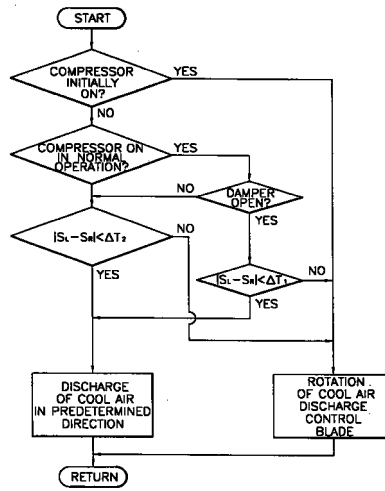 START
COMPRESSOR
INITIALLY
ON?
YES
NO
COMPRESSOR ON
IN NORMAL
OPERATION?
YES
NO
DAMPER
OPEN?
YES
|SL-SR|<ΔT2
NO
YES
|SL-SR|<ΔT1
NO
YES
DISCHARGE
OF COOL AIR
IN PREDETERMINED
DIRECTION
ROTATION
OF COOL AIR
DISCHARGE
CONTROL
BLADE
RETURN